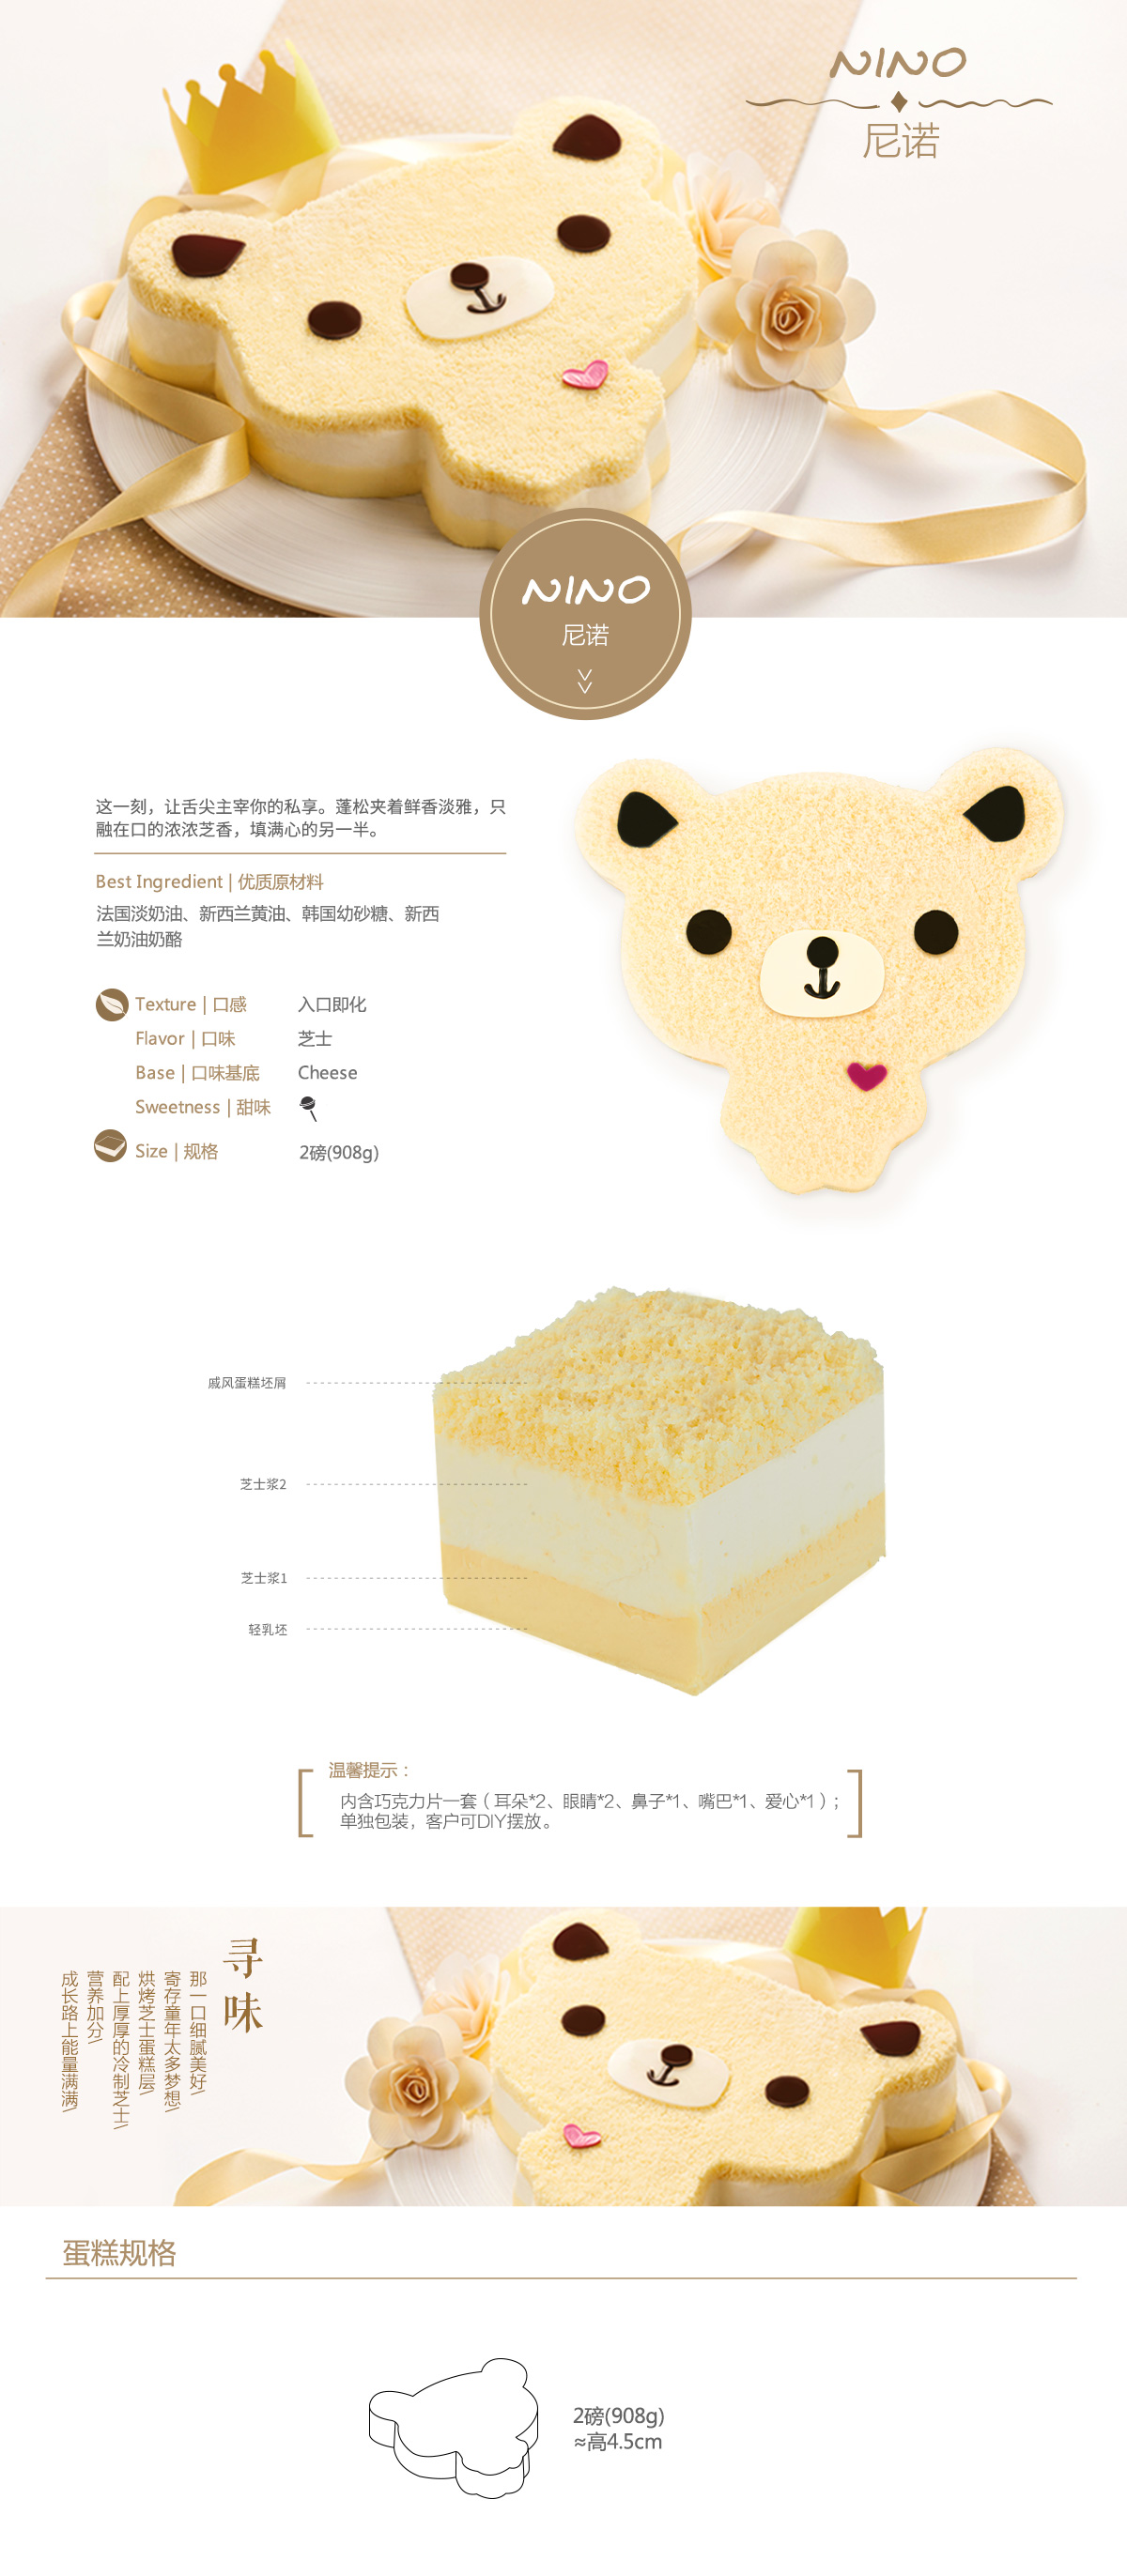 NINO
尼诺
NINO
尼诺
这一刻，让舌尖主宰你的私享。蓬松夹着鲜香淡雅，只
融在口的浓浓芝香，填满心的另一半。
Best Ingredient | 优质原材料
法国淡奶油、新西兰黄油、韩国幼砂糖、新西
兰奶油奶酪
Texture | 口感 入口即化
Flavor | 口味 芝士
Base | 口味基底 Cheese
Sweetness | 甜味
Size | 规格 2磅(908g)
戚风蛋糕坯屑
芝士浆2
芝士浆1
轻乳坯
温馨提示：
内含巧克力片一套（耳朵*2、眼睛*2、鼻子*1、嘴巴*1、爱心*1）；
单独包装，客户可DIY摆放。
寻味
那一口细腻美好/
寄存童年太多梦想/
烘烤芝士蛋糕层/
配上厚厚的冷制芝士/
营养加分/
成长路上能量满满/
蛋糕规格
2磅(908g)
≈高4.5cm